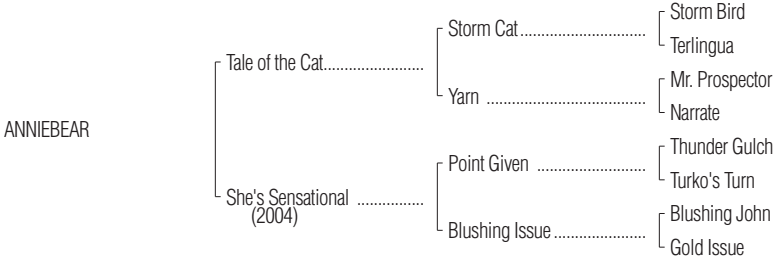 Storm Bird
Storm Cat..............................
Terlingua
Tale of the Cat........................
Mr. Prospector
Yarn ......................................
Narrate
ANNIEBEAR
Thunder Gulch
Point Given ..........................
Turko's Turn
She's Sensational ................
(2004)
Blushing John
Blushing Issue......................
Gold Issue